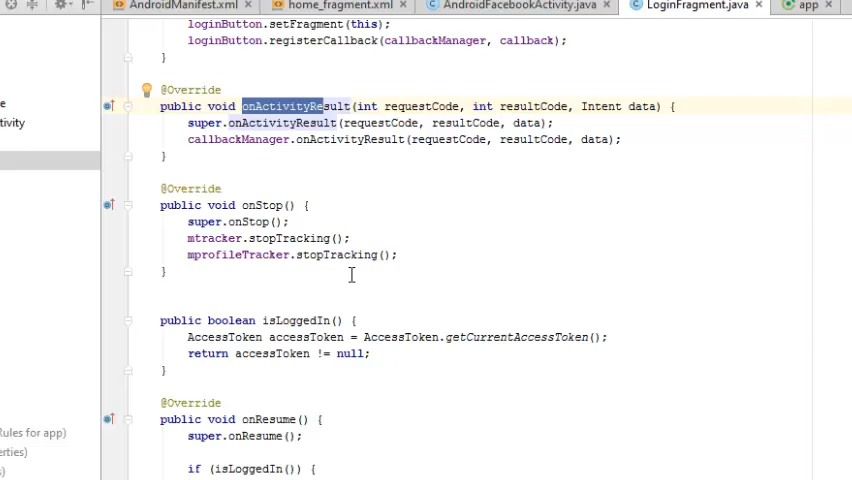 AndroidManifest.xml × home_fragment.xml × AndroidFacebookActivity.java × LoginFragment.java × app ×
loginButton.setFragment(this);
loginButton.registerCallback(callbackManager, callback);
}
@Override
public void onActivityResult(int requestCode, int resultCode, Intent data) {
super.onActivityResult(requestCode, resultCode, data);
callbackManager.onActivityResult(requestCode, resultCode, data);
}
@Override
public void onStop() {
super.onStop();
mtracker.stopTracking();
mprofileTracker.stopTracking();
}
public boolean isLoggedIn() {
AccessToken accessToken = AccessToken.getCurrentAccessToken();
return accessToken != null;
}
@Override
public void onResume() {
super.onResume();
if (isLoggedIn()) {
e
tivity
Rules for app)
erties)
s)